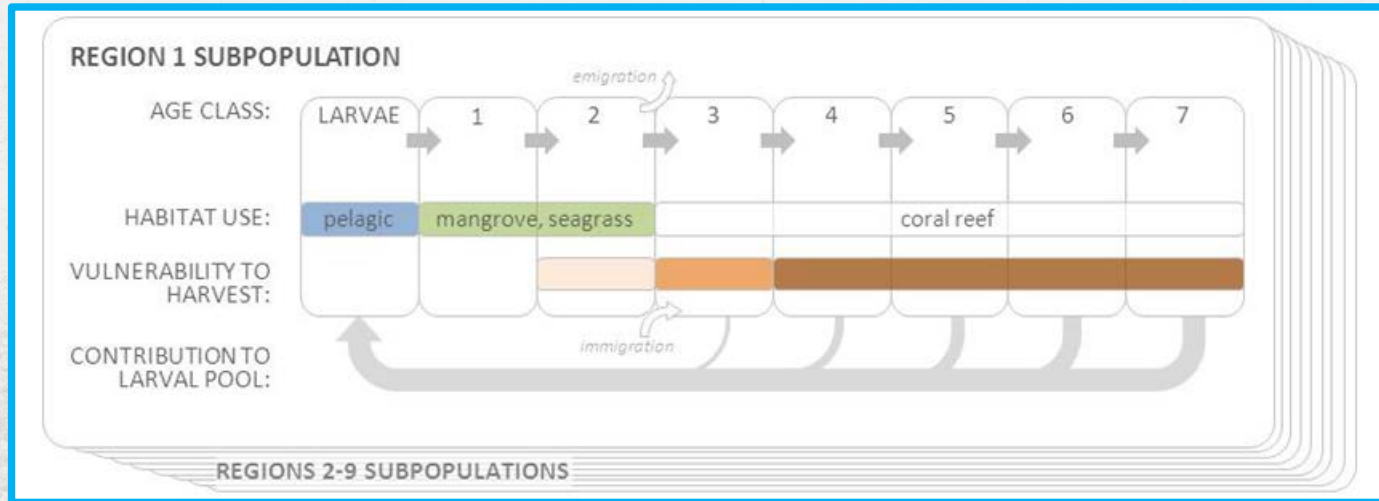 REGION 1 SUBPOPULATION
emigration
AGE CLASS: LARVAE 1 2 3 4 5 6 7
HABITAT USE: pelagic mangrove, seagrass coral reef
VULNERABILITY TO
HARVEST:
immigration
CONTRIBUTION TO
LARVAL POOL:
REGIONS 2-9 SUBPOPULATIONS